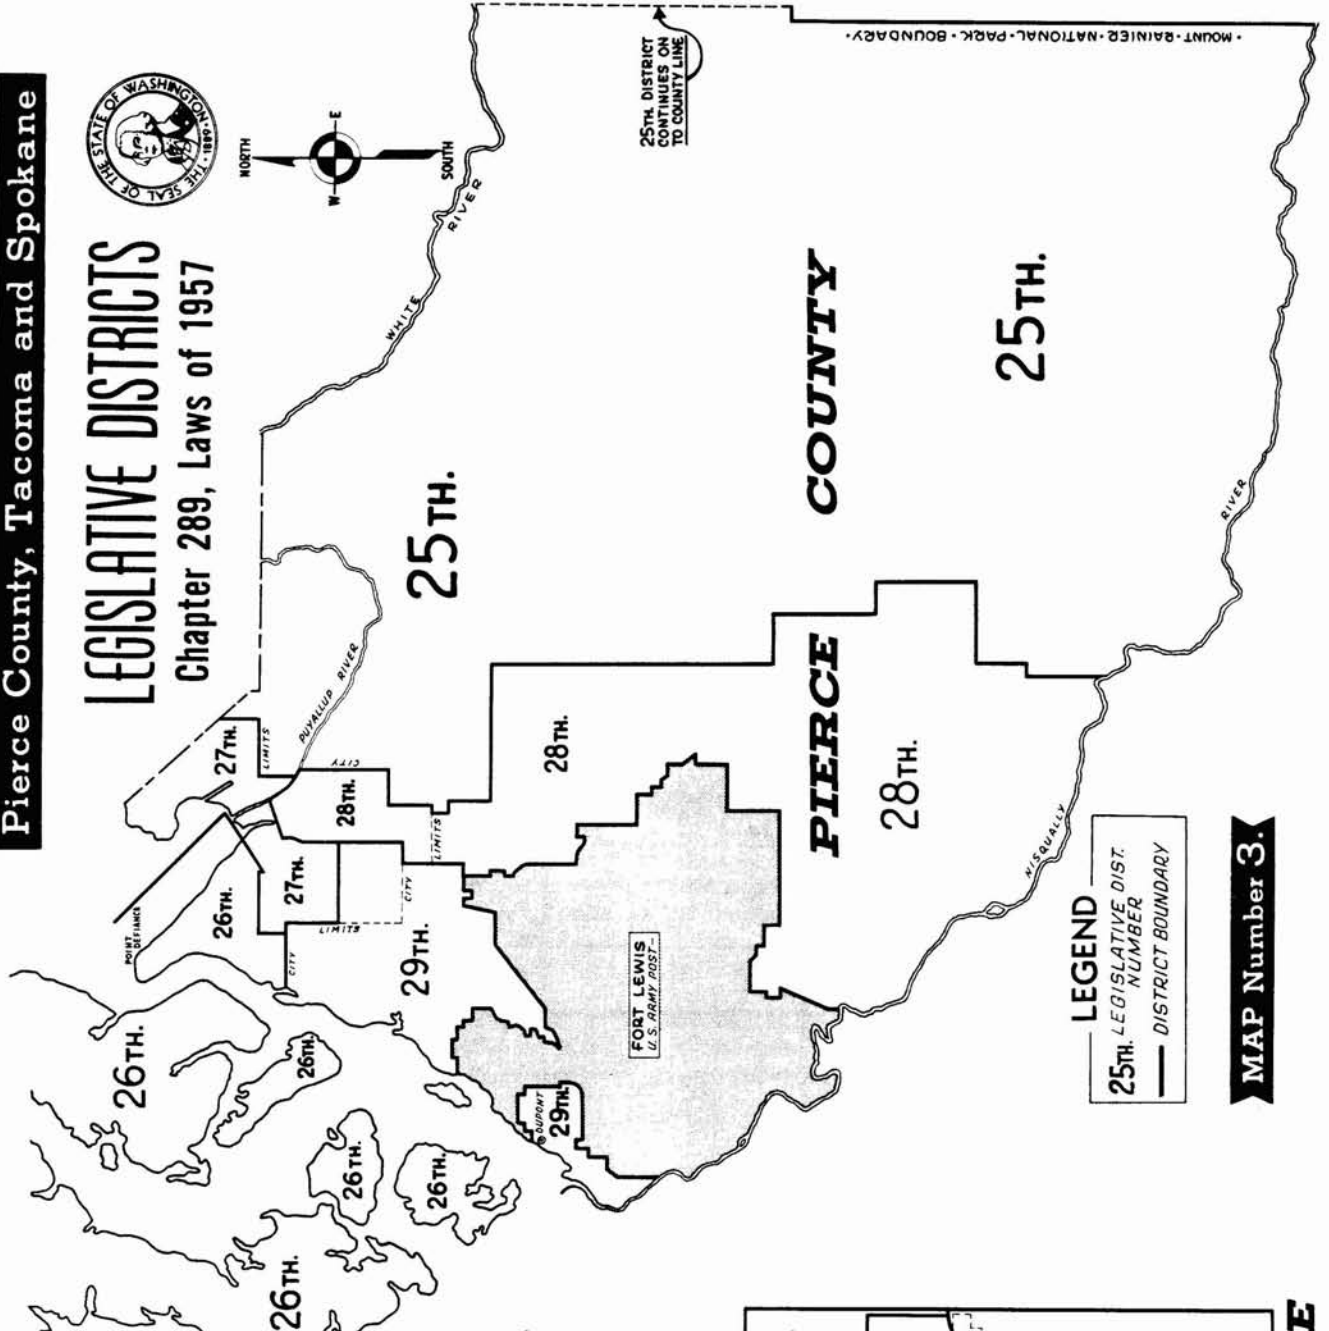 Pierce County, Tacoma and Spokane
LEGISLATIVE DISTRICTS
Chapter 289, Laws of 1957
THE SEAL OF THE STATE OF WASHINGTON · 1889 ·
NORTH
W
E
SOUTH
WHITE RIVER
25TH. DISTRICT
CONTINUES ON
TO COUNTY LINE
· MOUNT · RAINIER · NATIONAL · PARK · BOUNDARY ·
25TH.
25TH.
PIERCE COUNTY
PUYALLUP RIVER
27TH.
LIMITS
CITY
28TH.
LIMITS
28TH.
28TH.
POINT
DEFIANCE
26TH.
27TH.
CITY
LIMITS
CITY
29TH.
FORT LEWIS
U.S. ARMY POST-
DUPONT
29TH.
26TH.
26TH.
26TH.
26TH.
26TH.
NISQUALLY RIVER
LEGEND
25TH. LEGISLATIVE DIST.
NUMBER
DISTRICT BOUNDARY
MAP Number 3.
E